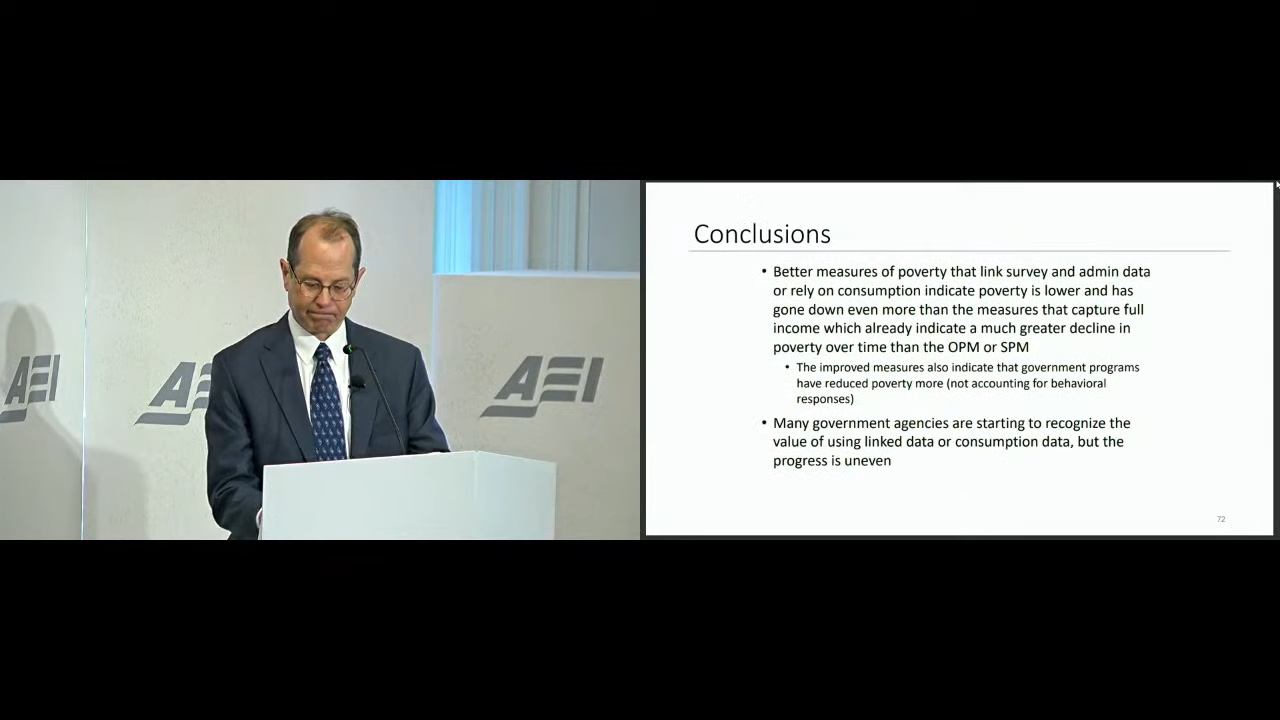 AEI
AEI
AEI
Conclusions
• Better measures of poverty that link survey and admin data
or rely on consumption indicate poverty is lower and has
gone down even more than the measures that capture full
income which already indicate a much greater decline in
poverty over time than the OPM or SPM
• The improved measures also indicate that government programs
have reduced poverty more (not accounting for behavioral
responses)
• Many government agencies are starting to recognize the
value of using linked data or consumption data, but the
progress is uneven
72